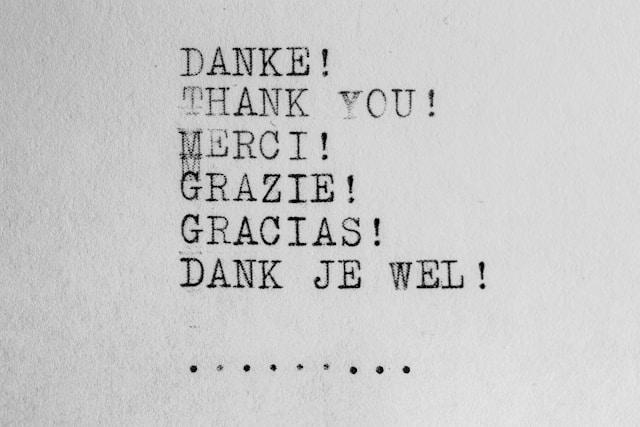 DANKE!
THANK YOU!
MERCI!
GRAZIE!
GRACIAS!
DANK JE WEL!
.........